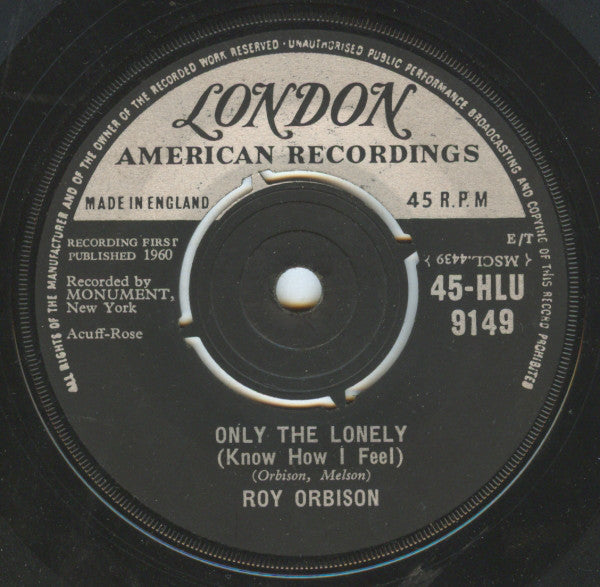 ALL RIGHTS OF THE MANUFACTURER AND OF THE OWNER OF THE RECORDED WORK RESERVED · UNAUTHORISED PUBLIC PERFORMANCE BROADCASTING AND COPYING OF THIS RECORD PROHIBITED
LONDON
AMERICAN RECORDINGS
MADE IN ENGLAND
45 R.P.M
RECORDING FIRST
PUBLISHED 1960
Recorded by
MONUMENT,
New York
Acuff-Rose
E/T
{ MSCL.4439 }
45-HLU
9149
ONLY THE LONELY
(Know How I Feel)
(Orbison, Melson)
ROY ORBISON